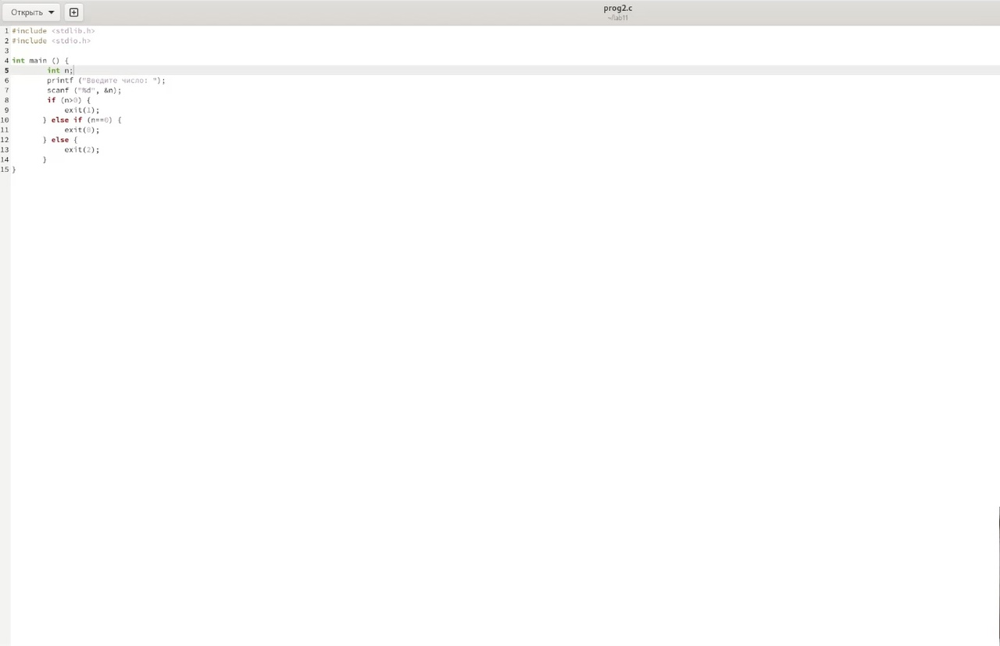 Открыть
prog2.c
~/lab11
1 #include <stdlib.h>
2 #include <stdio.h>
3
4 int main () {
5 int n;
6 printf ("Введите число: ");
7 scanf ("%d", &n);
8 if (n>0) {
9 exit(1);
10 } else if (n==0) {
11 exit(0);
12 } else {
13 exit(2);
14 }
15 }